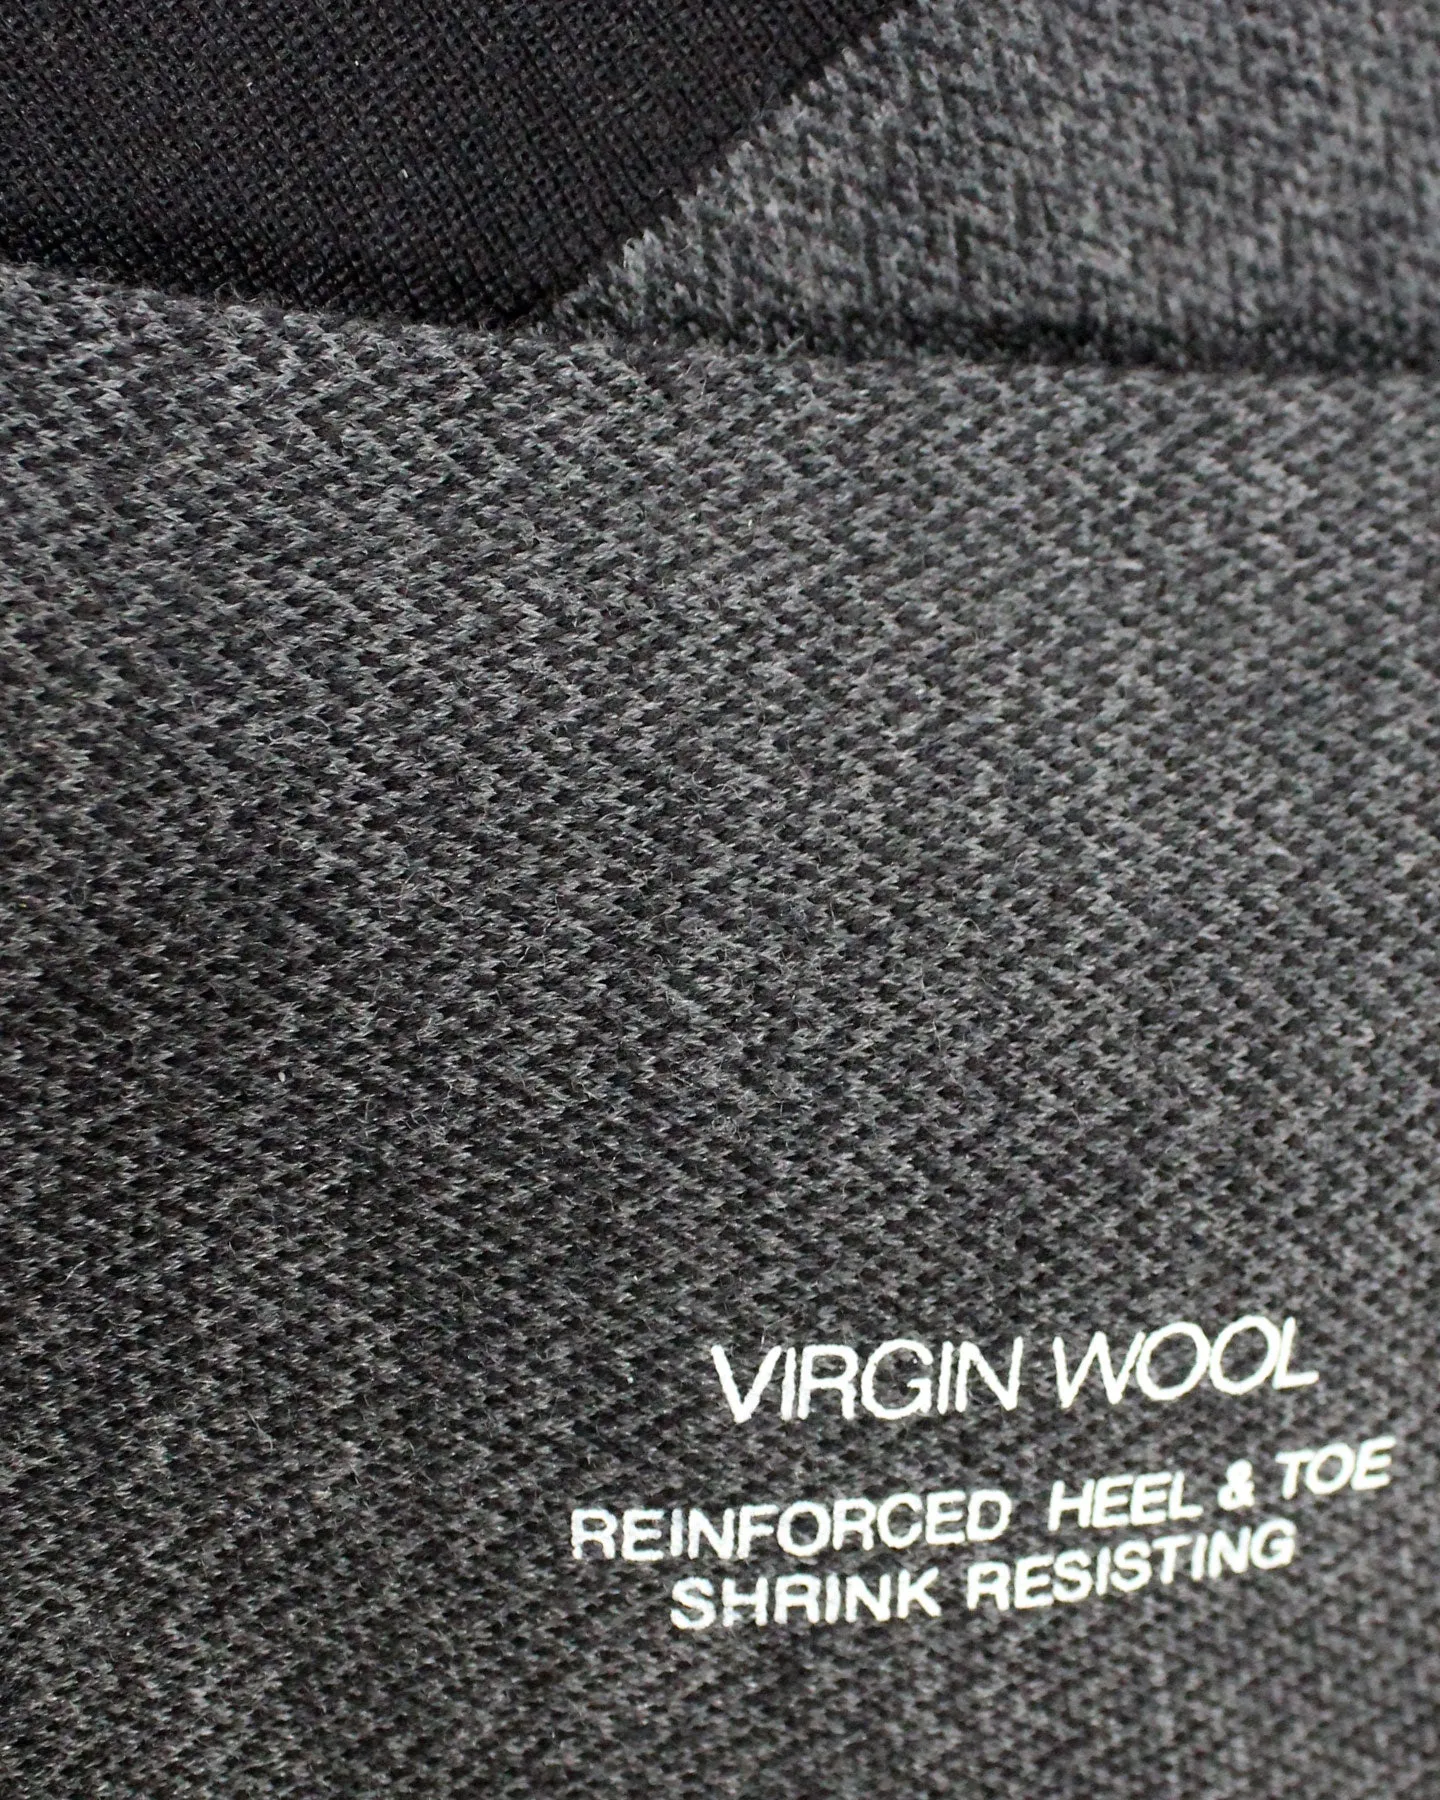 VIRGIN WOOL
REINFORCED HEEL & TOE
SHRINK RESISTING